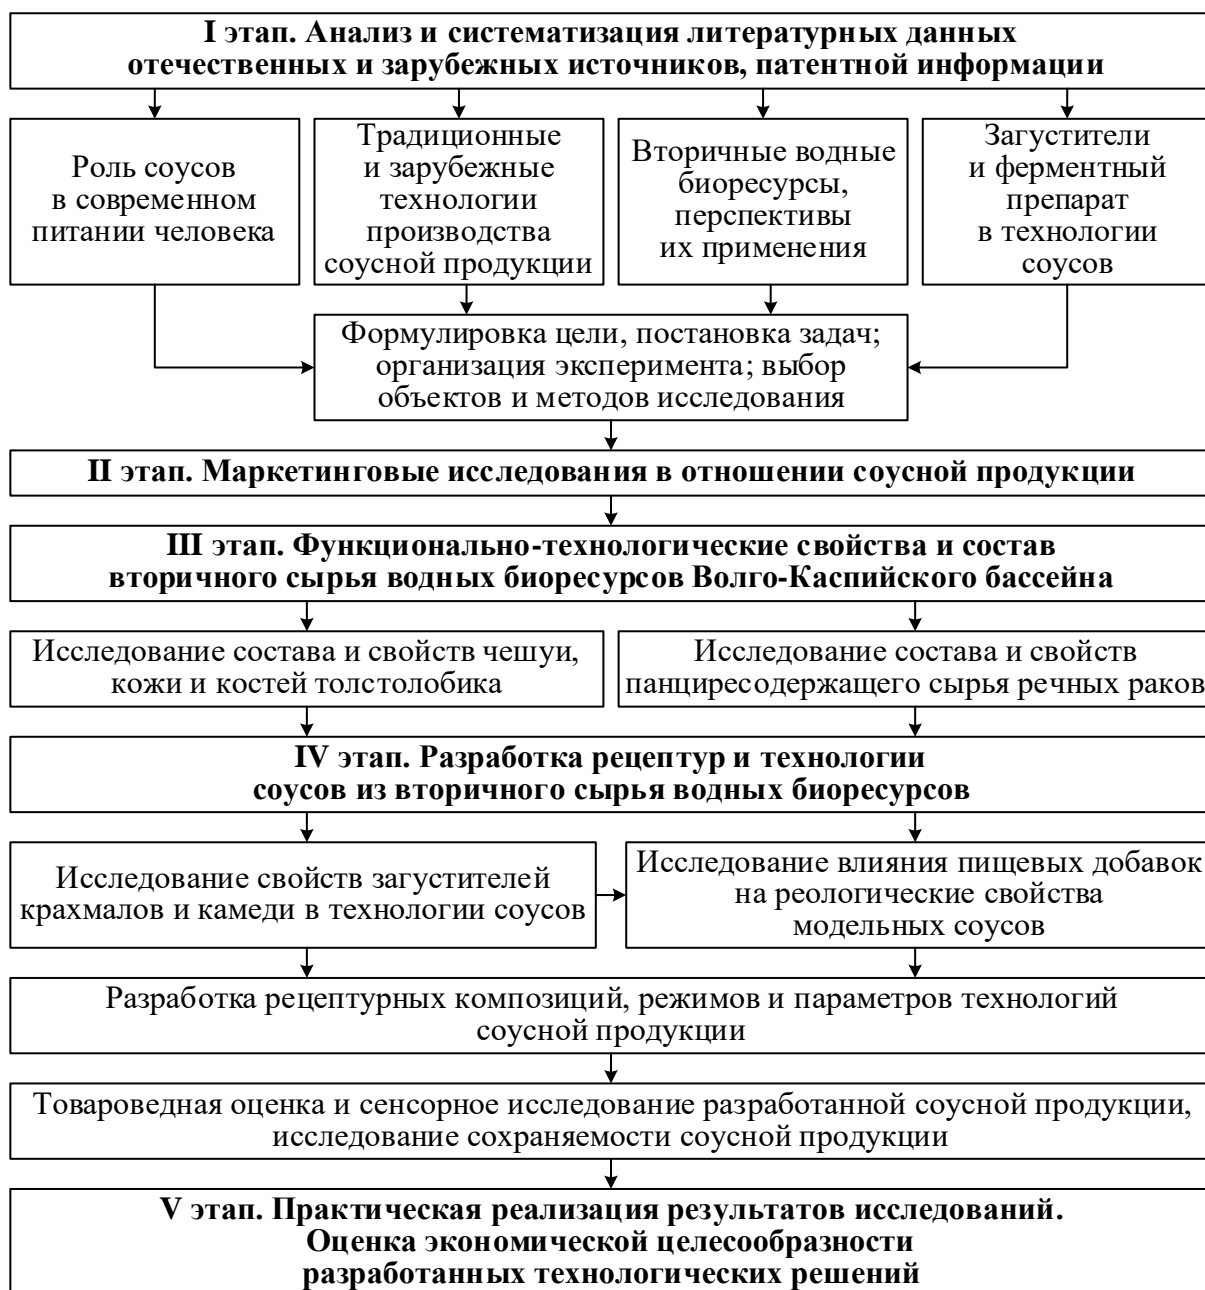 I этап. Анализ и систематизация литературных данных
отечественных и зарубежных источников, патентной информации
Роль соусов
в современном
питании человека
Традиционные
и зарубежные
технологии
производства
соусной продукции
Вторичные водные
биоресурсы,
перспективы
их применения
Загустители
и ферментный
препарат
в технологии
соусов
Формулировка цели, постановка задач;
организация эксперимента; выбор
объектов и методов исследования
II этап. Маркетинговые исследования в отношении соусной продукции
III этап. Функционально-технологические свойства и состав
вторичного сырья водных биоресурсов Волго-Каспийского бассейна
Исследование состава и свойств чешуи,
кожи и костей толстолобика
Исследование состава и свойств
панциресодержащего сырья речных раков
IV этап. Разработка рецептур и технологии
соусов из вторичного сырья водных биоресурсов
Исследование свойств загустителей
крахмалов и камеди в технологии соусов
Исследование влияния пищевых добавок
на реологические свойства
модельных соусов
Разработка рецептурных композиций, режимов и параметров технологий
соусной продукции
Товароведная оценка и сенсорное исследование разработанной соусной продукции,
исследование сохраняемости соусной продукции
V этап. Практическая реализация результатов исследований.
Оценка экономической целесообразности
разработанных технологических решений